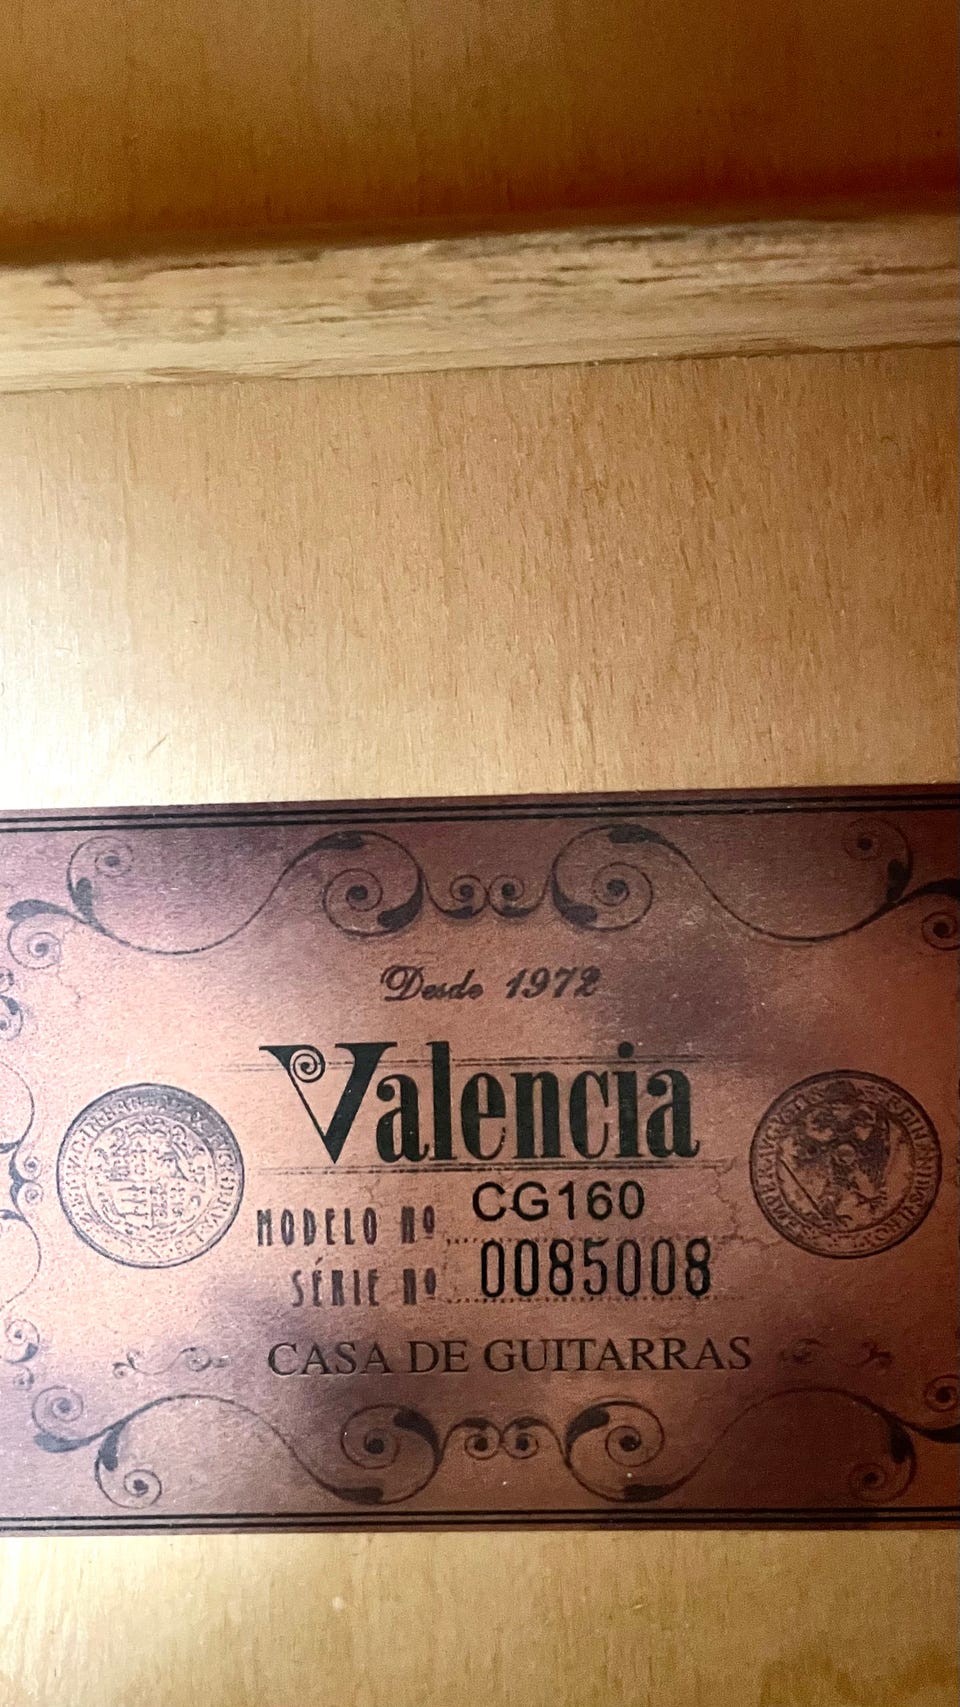 Desde 1972
Valencia
MODELO Nº CG160
SÉRIE Nº 0085008
CASA DE GUITARRAS